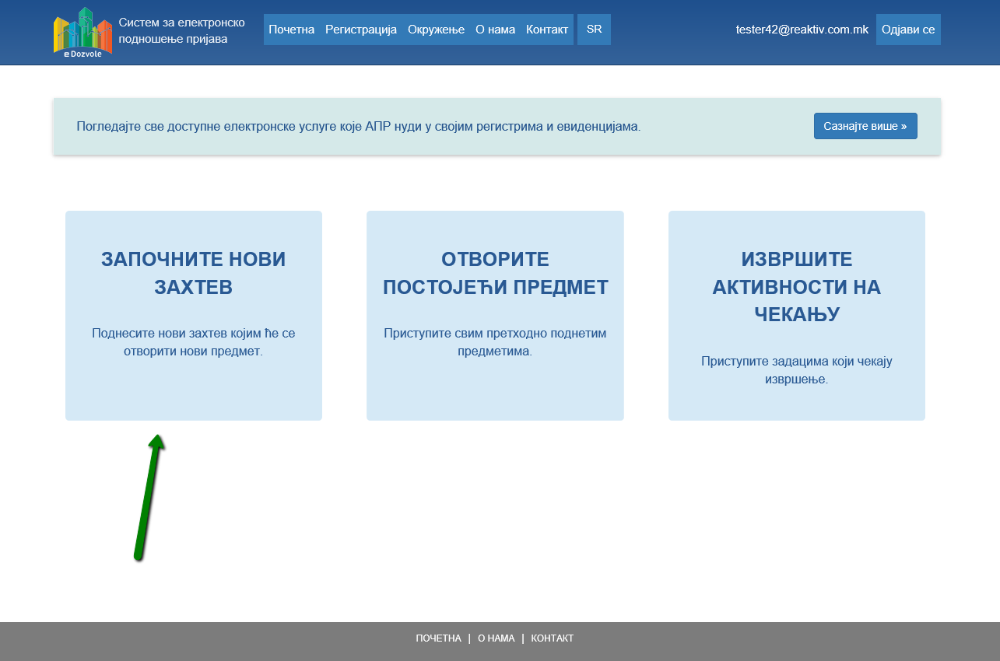 Систем за електронско
подношење пријава
e Dozvole
Почетна Регистрација Окружење О нама Контакт SR
tester42@reaktiv.com.mk Одјави се
Погледајте све доступне електронске услуге које АПР нуди у својим регистрима и евиденцијама.
Сазнајте више »
ЗАПОЧНИТЕ НОВИ
ЗАХТЕВ
Поднесите нови захтев којим ће се
отворити нови предмет.
ОТВОРИТЕ
ПОСТОЈЕЋИ ПРЕДМЕТ
Приступите свим претходно поднетим
предметима.
ИЗВРШИТЕ
АКТИВНОСТИ НА
ЧЕКАЊУ
Приступите задацима који чекају
извршење.
ПОЧЕТНА | О НАМА | КОНТАКТ